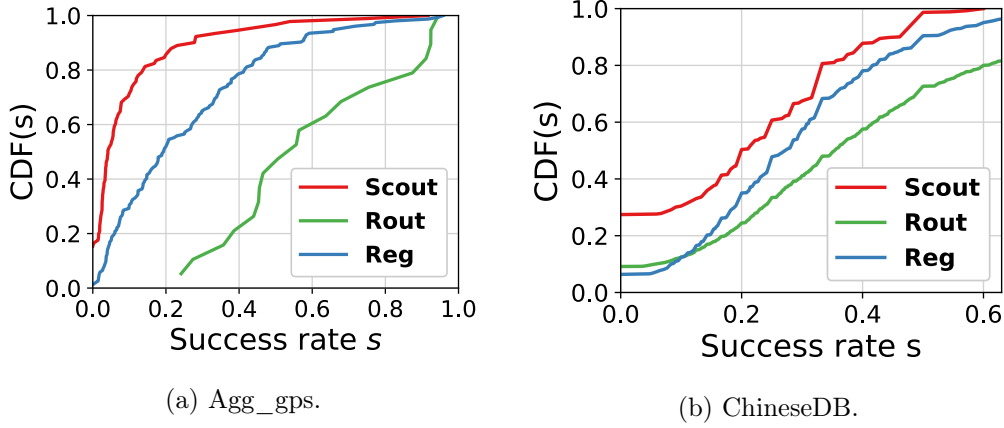 1.0
0.8
0.6
0.4
0.2
0.0
CDF(s)
0.0 0.2 0.4 0.6 0.8 1.0
Success rate s
Scout
Rout
Reg
(a) Agg_gps.
1.0
0.8
0.6
0.4
0.2
0.0
CDF(s)
0.0 0.2 0.4 0.6
Success rate s
Scout
Rout
Reg
(b) ChineseDB.